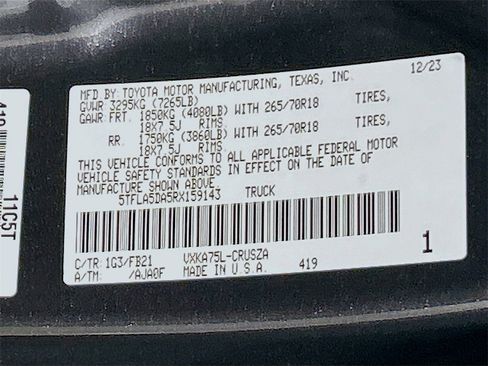 MFD BY: TOYOTA MOTOR MANUFACTURING, TEXAS, INC. 12/23
GVWR 3295KG (7265LB)
GAWR: FRT. 1850KG (4080LB) WITH 265/70R18 TIRES,
18X7.5J RIMS
RR. 1750KG (3860LB) WITH 265/70R18 TIRES,
18X7.5J RIMS
THIS VEHICLE CONFORMS TO ALL APPLICABLE FEDERAL MOTOR
VEHICLE SAFETY STANDARDS IN EFFECT ON THE DATE OF
MANUFACTURE SHOWN ABOVE.
5TFLA5DA5RX159143 TRUCK
C/TR: 1G3/FB21 VXKA75L-CRUSZA
A/TM: /AJA0F MADE IN U.S.A. 419 1
11C5T
419